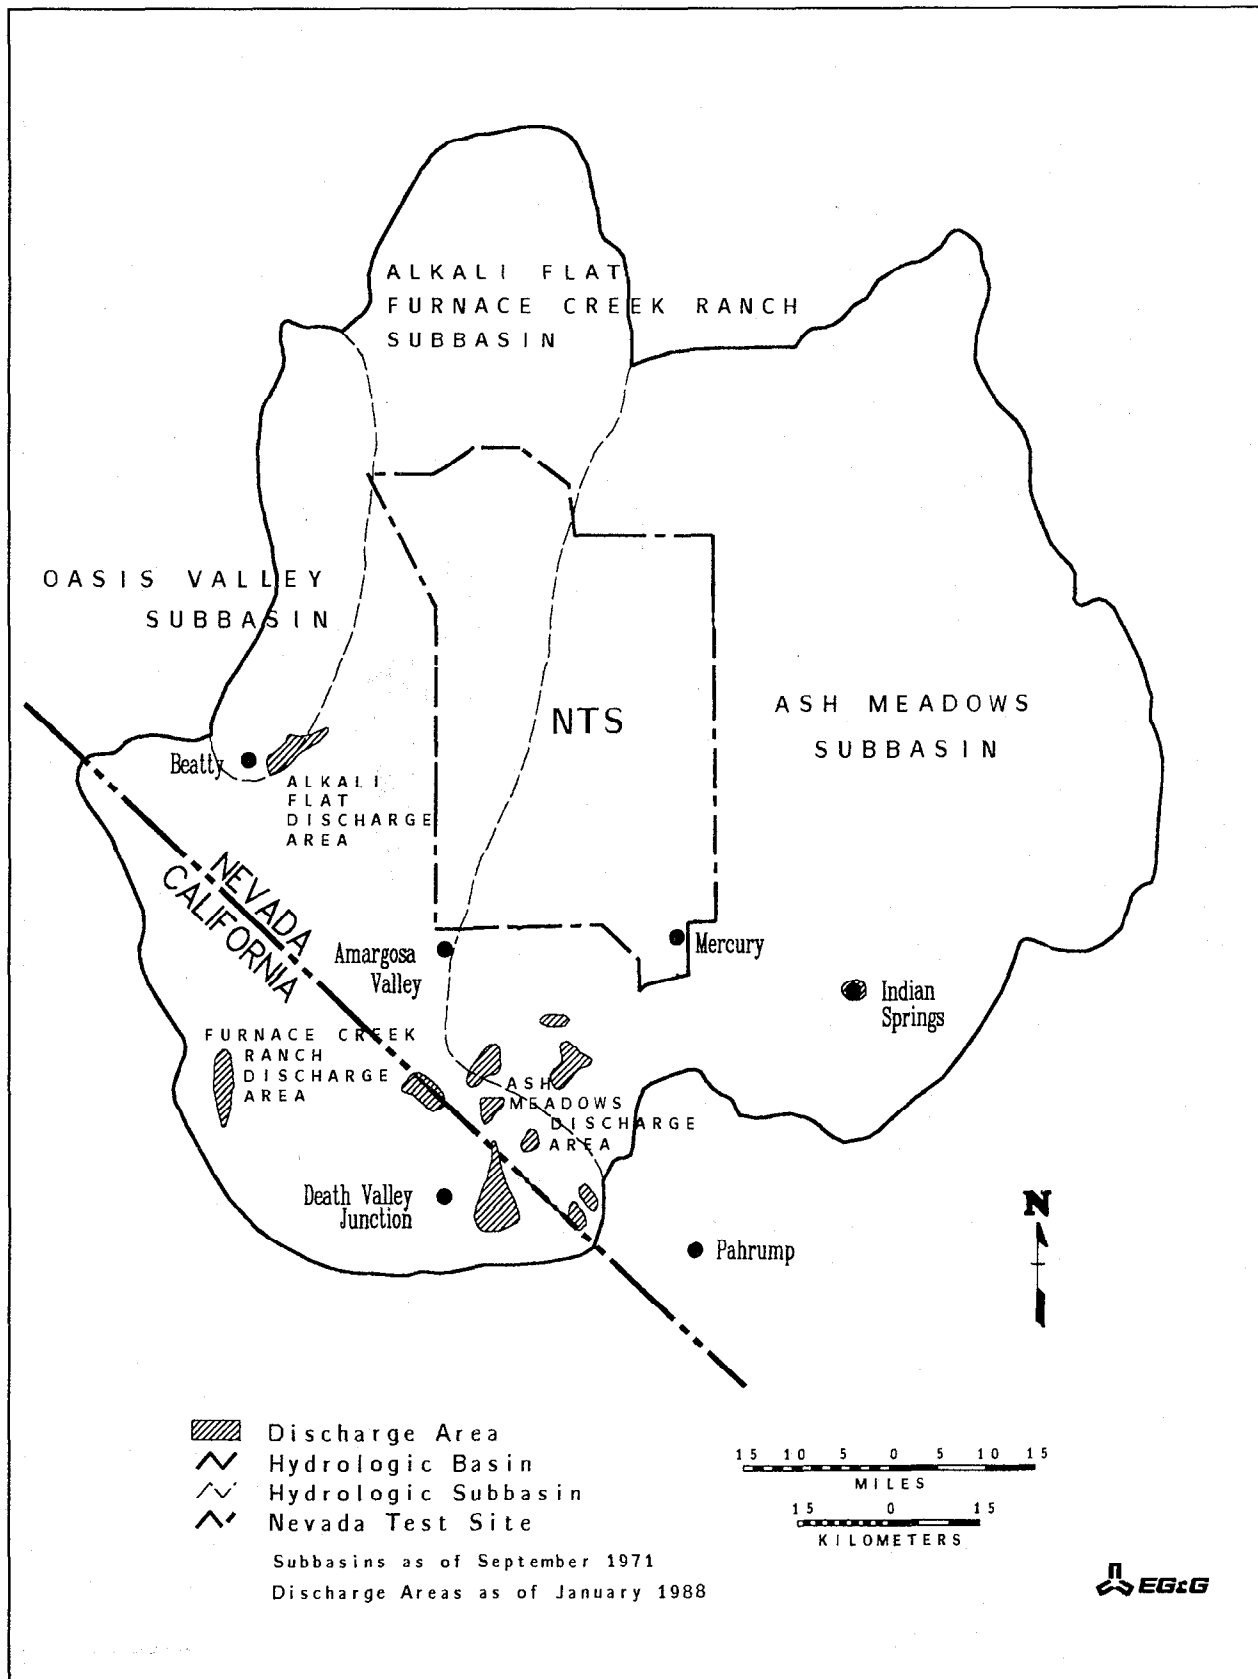 ALKALI FLAT
FURNACE CREEK RANCH
SUBBASIN
OASIS VALLEY
SUBBASIN
NTS
ASH MEADOWS
SUBBASIN
Beatty
ALKALI
FLAT
DISCHARGE
AREA
NEVADA
CALIFORNIA
Amargosa
Valley
Mercury
Indian
Springs
FURNACE CREEK
RANCH
DISCHARGE
AREA
ASH
MEADOWS
DISCHARGE
AREA
Death Valley
Junction
Pahrump
N
Discharge Area
Hydrologic Basin
Hydrologic Subbasin
Nevada Test Site
Subbasins as of September 1971
Discharge Areas as of January 1988
15 10 5 0 5 10 15
MILES
15 0 15
KILOMETERS
EG&G